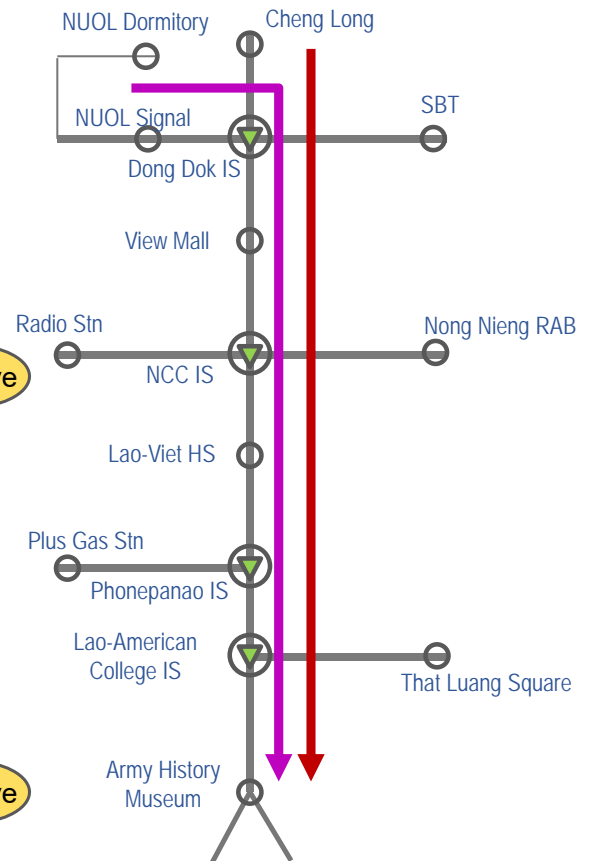 NUOL Dormitory
Cheng Long
NUOL Signal
SBT
Dong Dok IS
View Mall
Radio Stn
Nong Nieng RAB
NCC IS
Lao-Viet HS
Plus Gas Stn
Phonepanao IS
Lao-American
College IS
That Luang Square
Army History
Museum